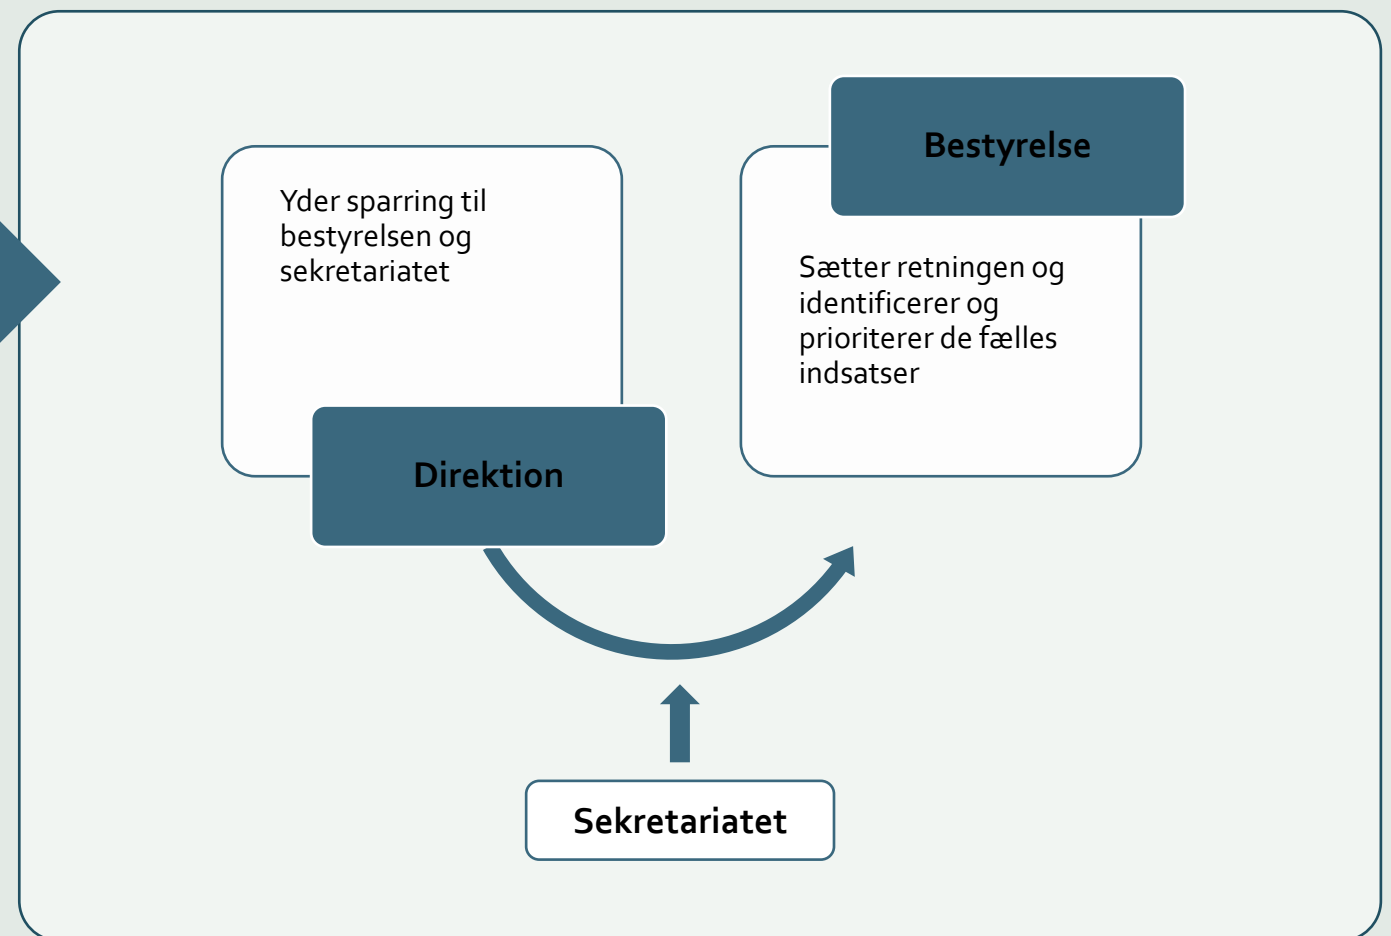 Yder sparring til
bestyrelsen og
sekretariatet
Direktion
Bestyrelse
Sætter retningen og
identificerer og
prioriterer de fælles
indsatser
Sekretariatet